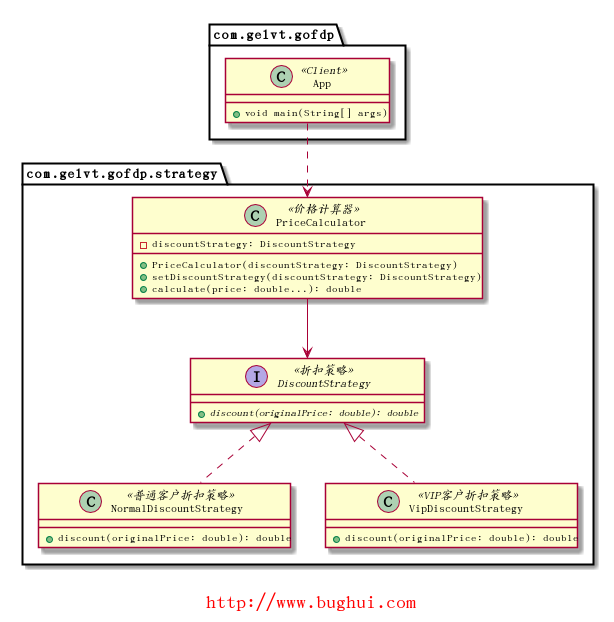 com.gelvt.gofdp
C
«Client»
App
void main(String[] args)
com.gelvt.gofdp.strategy
C
«价格计算器»
PriceCalculator
discountStrategy: DiscountStrategy
PriceCalculator(discountStrategy: DiscountStrategy)
setDiscountStrategy(discountStrategy: DiscountStrategy)
calculate(price: double...): double
I
«折扣策略»
DiscountStrategy
discount(originalPrice: double): double
C
«普通客户折扣策略»
NormalDiscountStrategy
discount(originalPrice: double): double
C
«VIP客户折扣策略»
VipDiscountStrategy
discount(originalPrice: double): double
http://www.bughui.com